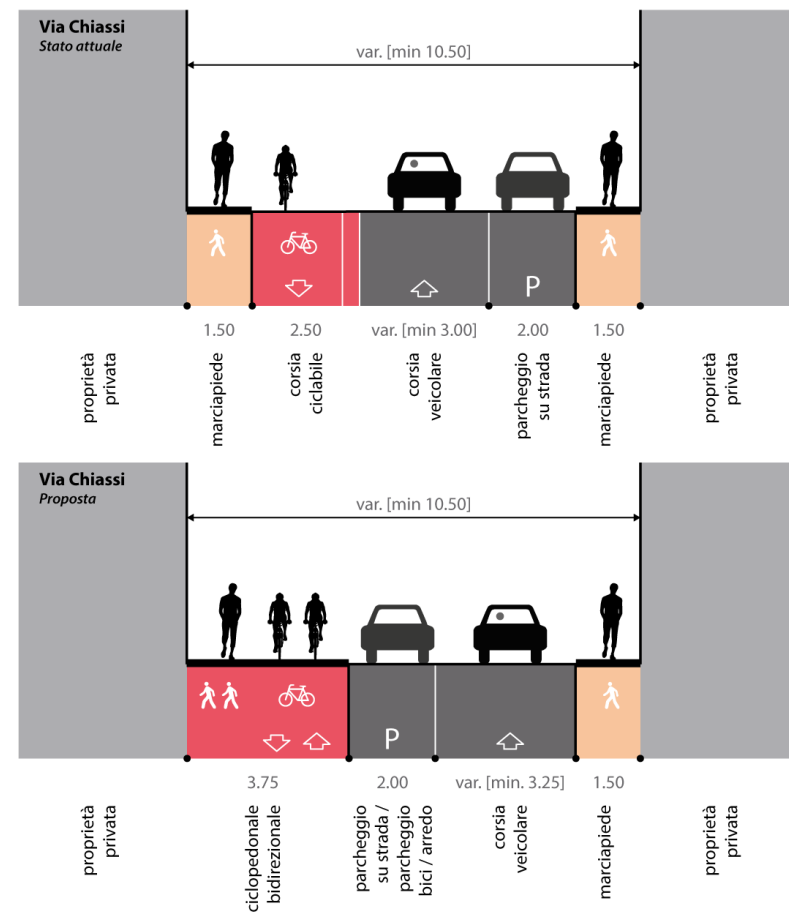 Via Chiassi
Stato attuale
var. [min 10.50]
P
1.50
2.50
var. [min 3.00]
2.00
1.50
proprietà
privata
marciapiede
corsia
ciclabile
corsia
veicolare
parcheggio
su strada
marciapiede
proprietà
privata
Via Chiassi
Proposta
var. [min 10.50]
P
3.75
2.00
var. [min. 3.25]
1.50
proprietà
privata
ciclopedonale
bidirezionale
parcheggio
su strada /
parcheggio
bici / arredo
corsia
veicolare
marciapiede
proprietà
privata